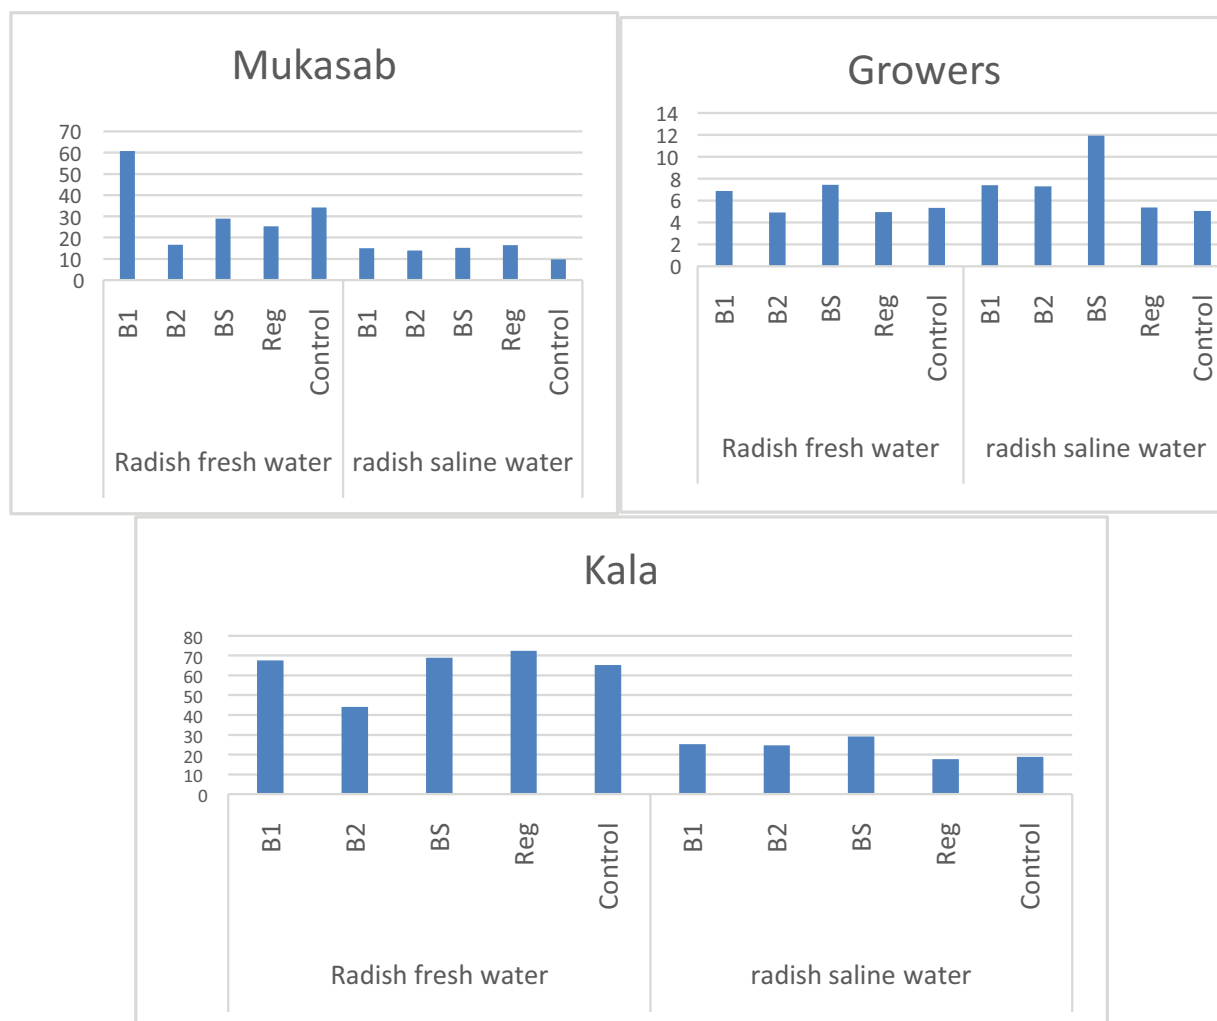 Mukasab
70
60
50
40
30
20
10
0
B1 B2 BS Reg Control B1 B2 BS Reg Control
Radish fresh water radish saline water
Growers
14
12
10
8
6
4
2
0
B1 B2 BS Reg Control B1 B2 BS Reg Control
Radish fresh water radish saline water
Kala
80
70
60
50
40
30
20
10
0
B1 B2 BS Reg Control B1 B2 BS Reg Control
Radish fresh water radish saline water